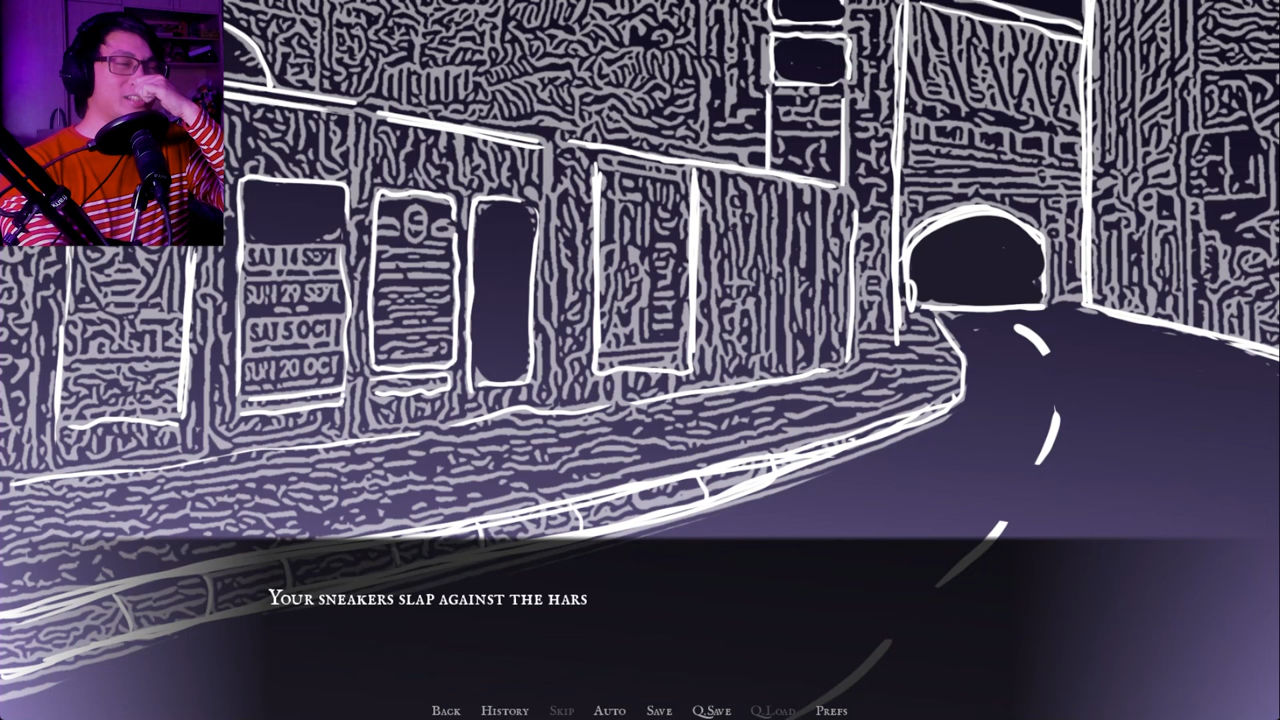 SAT 14 SEPT
SUN 29 SEPT
SAT 5 OCT
SUN 20 OCT
Your sneakers slap against the hars
Back History Skip Auto Save Q.Save Q.Load Prefs